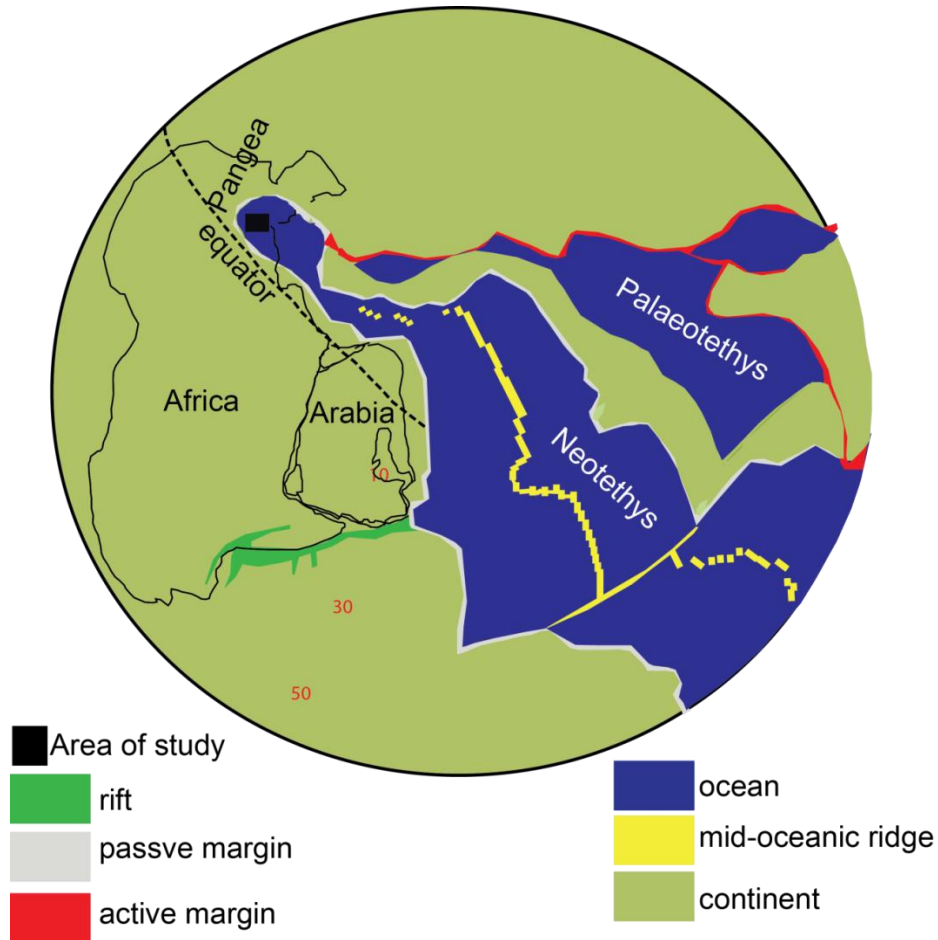 Pangea
equator
Palaeotethys
Africa
Arabia
Neotethys
10
30
50
Area of study
rift
passve margin
active margin
ocean
mid-oceanic ridge
continent